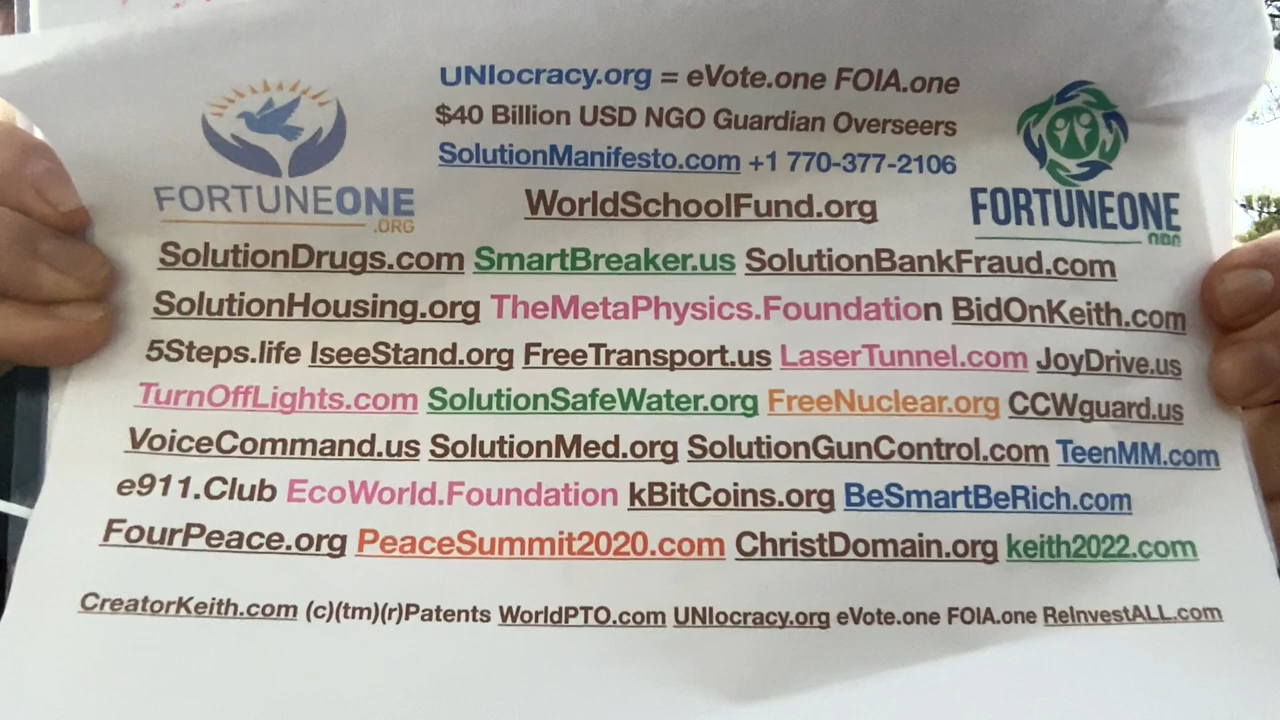 UNIocracy.org = eVote.one FOIA.one
$40 Billion USD NGO Guardian Overseers
SolutionManifesto.com +1 770-377-2106
FORTUNEONE
.ORG
WorldSchoolFund.org
FORTUNEONE
SolutionDrugs.com SmartBreaker.us SolutionBankFraud.com
SolutionHousing.org TheMetaPhysics.Foundation BidOnKeith.com
5Steps.life IseeStand.org FreeTransport.us LaserTunnel.com JoyDrive.us
TurnOffLights.com SolutionSafeWater.org FreeNuclear.org CCWguard.us
VoiceCommand.us SolutionMed.org SolutionGunControl.com TeenMM.com
e911.Club EcoWorld.Foundation kBitCoins.org BeSmartBeRich.com
FourPeace.org PeaceSummit2020.com ChristDomain.org keith2022.com
CreatorKeith.com (c)(tm)(r)Patents WorldPTO.com UNIocracy.org eVote.one FOIA.one ReInvestALL.com